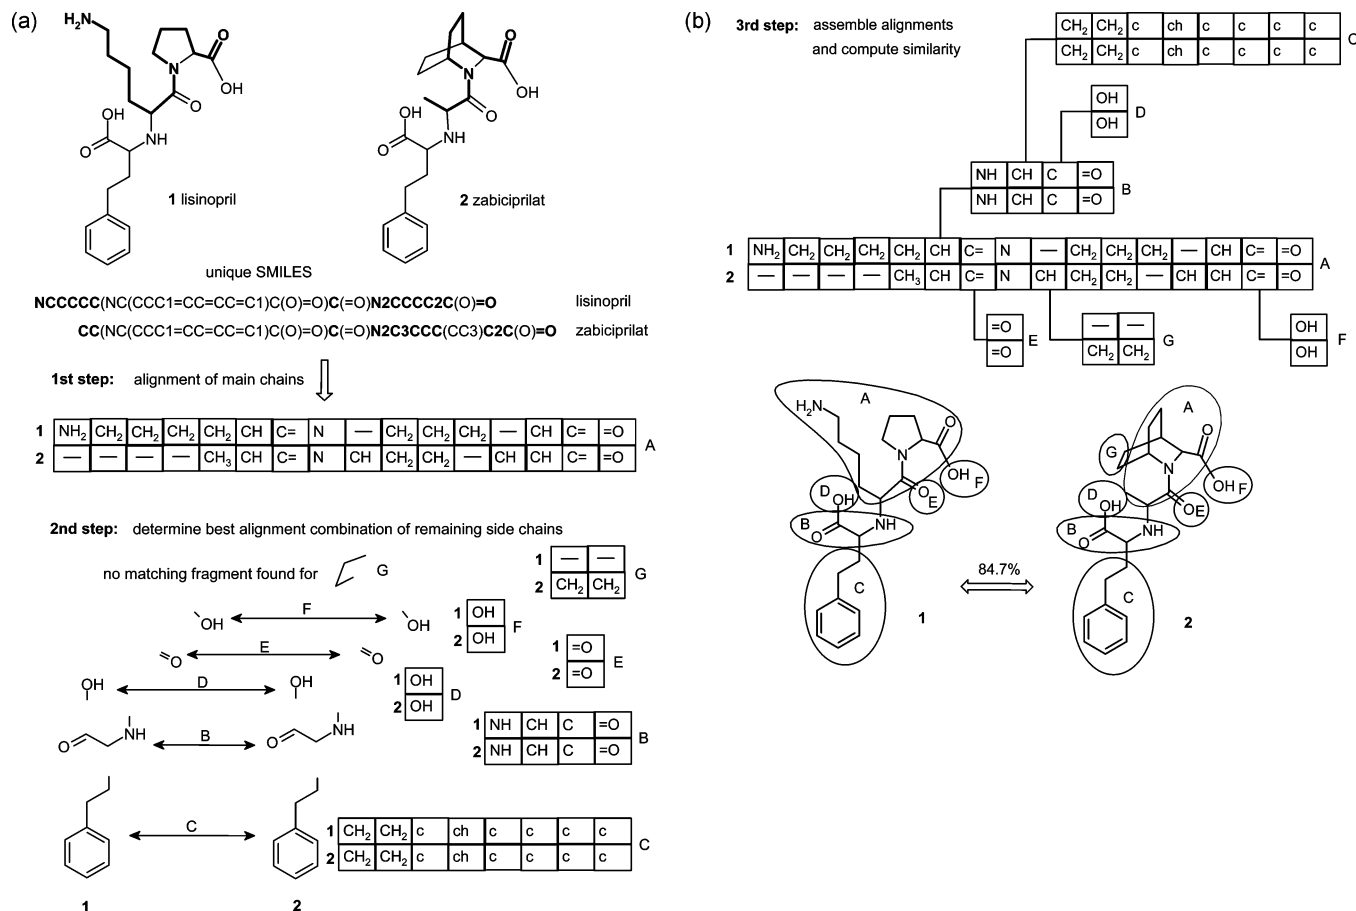 (a)
H₂N
N
O
OH
O
OH
O
NH
1 lisinopril
N
O
OH
O
OH
O
NH
2 zabiciprilat
unique SMILES
NCCCCC(NC(CCC1=CC=CC=C1)C(O)=O)C(=O)N2CCCC2C(O)=O lisinopril
CC(NC(CCC1=CC=CC=C1)C(O)=O)C(=O)N2C3CCC(CC3)C2C(O)=O zabiciprilat
1st step: alignment of main chains
1 NH₂ CH₂ CH₂ CH₂ CH₂ CH C= N — CH₂ CH₂ CH₂ — CH C= =O
2 — — — — CH₃ CH C= N CH CH₂ CH₂ — CH CH C= =O
A
2nd step: determine best alignment combination of remaining side chains
no matching fragment found for G
1 — —
2 CH₂ CH₂
G
OH F OH
1 OH
2 OH
F
O E O
1 =O
2 =O
E
OH D OH
1 OH
2 OH
D
O NH B O NH
1 NH CH C =O
2 NH CH C =O
B
C
1 CH₂ CH₂ c ch c c c c
2 CH₂ CH₂ c ch c c c c
C
1 2
(b)
3rd step: assemble alignments
and compute similarity
CH₂ CH₂ c ch c c c c
CH₂ CH₂ c ch c c c c
C
OH
OH
D
NH CH C =O
NH CH C =O
B
1 NH₂ CH₂ CH₂ CH₂ CH₂ CH C= N — CH₂ CH₂ CH₂ — CH C= =O
2 — — — — CH₃ CH C= N CH CH₂ CH₂ — CH CH C= =O
A
=O
=O
E
— —
CH₂ CH₂
G
OH
OH
F
H₂N
A
O
N
OH F
D
OH
O
E
B
O
NH
C
1
84.7%
A
G
O
N
OH F
D
OH
O
E
B
O
NH
C
2